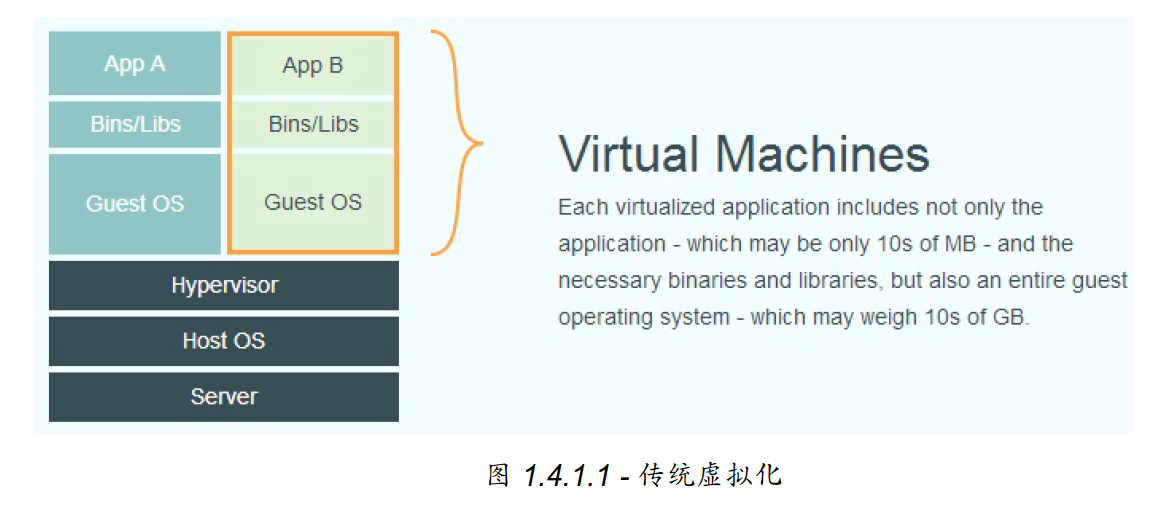 App A
App B
Bins/Libs
Bins/Libs
Guest OS
Guest OS
Hypervisor
Host OS
Server
Virtual Machines
Each virtualized application includes not only the
application - which may be only 10s of MB - and the
necessary binaries and libraries, but also an entire guest
operating system - which may weigh 10s of GB.
图 1.4.1.1 - 传统虚拟化